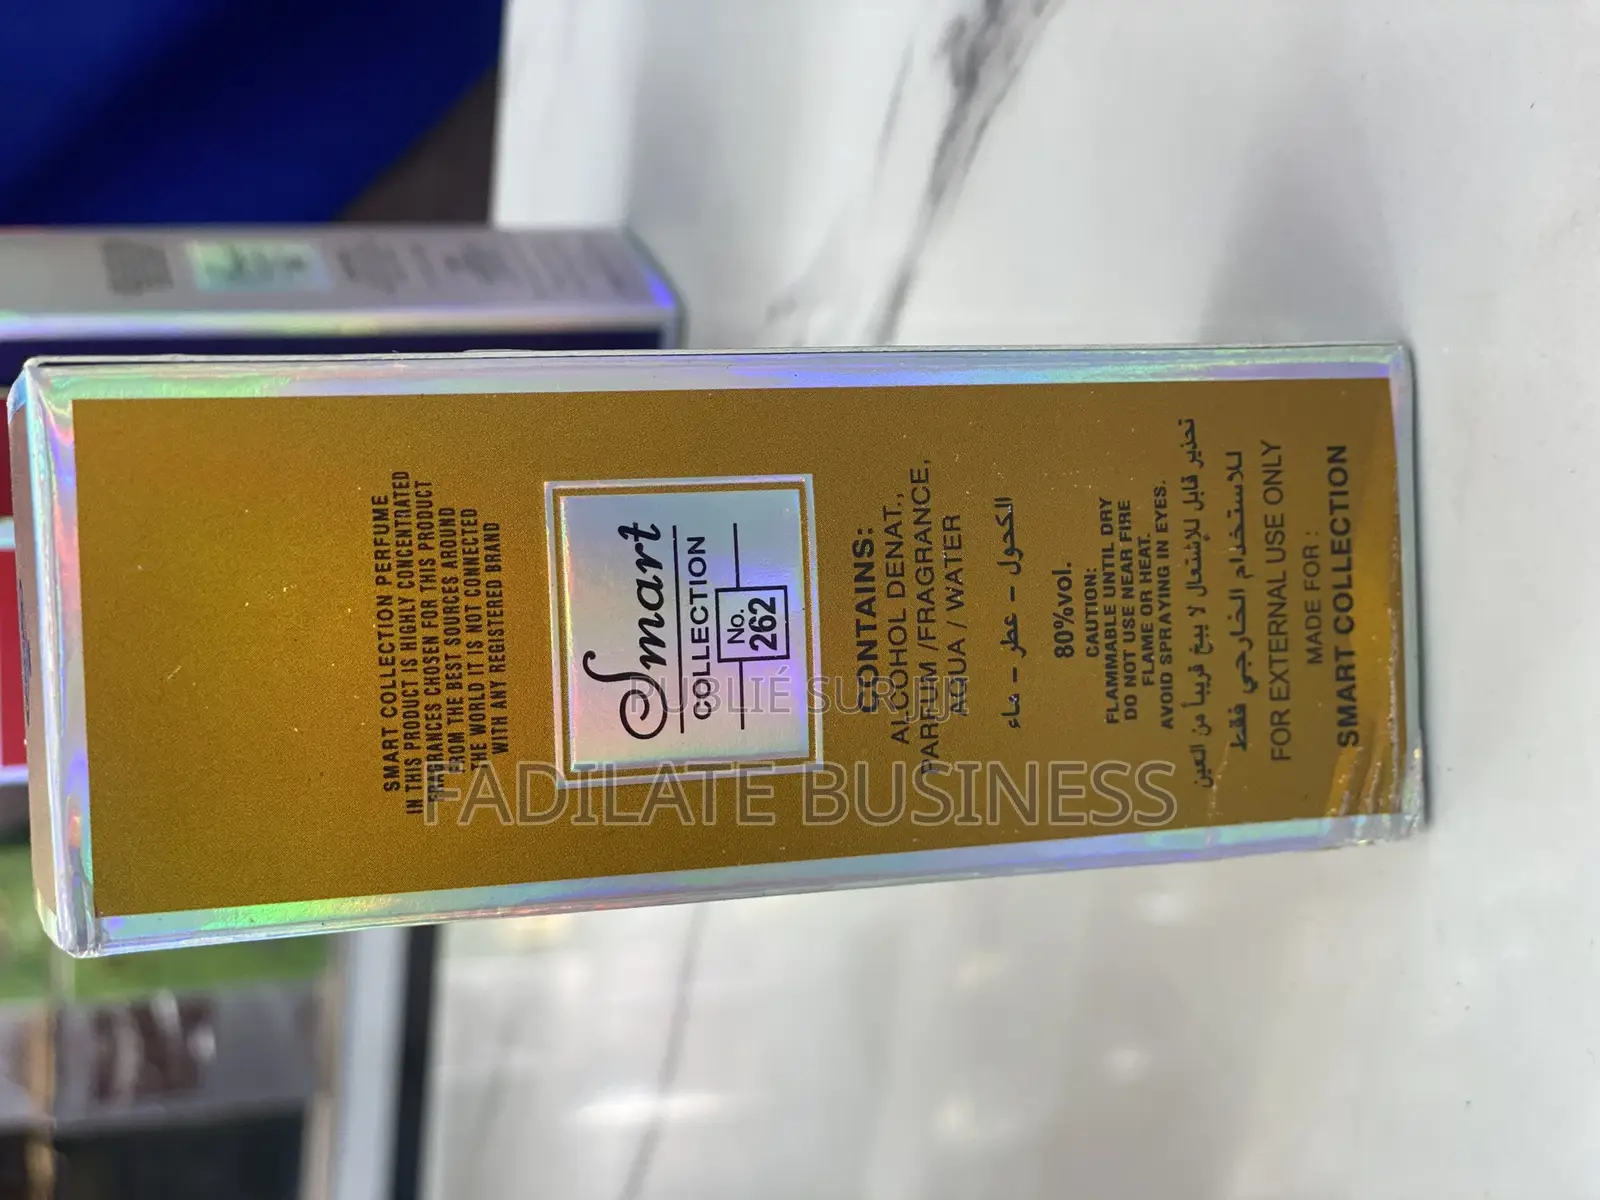 SMART COLLECTION PERFUME
IN THIS PRODUCT IS HIGHLY CONCENTRATED
FRAGRANCES CHOSEN FOR THIS PRODUCT
FROM THE BEST SOURCES AROUND
THE WORLD IT IS NOT CONNECTED
WITH ANY REGISTERED BRAND
Smart
COLLECTION
No.
262
CONTAINS:
ALCOHOL DENAT.,
PARFUM /FRAGRANCE,
AQUA / WATER
الكحول - عطر - ماء
80%vol.
CAUTION:
FLAMMABLE UNTIL DRY
DO NOT USE NEAR FIRE
FLAME OR HEAT.
AVOID SPRAYING IN EYES.
تحذير قابل للإشتعال لا يبخ قريباً من العين
للاستخدام الخارجي فقط
FOR EXTERNAL USE ONLY
MADE FOR :
SMART COLLECTION
PUBLIÉ SUR JIJI
FADILATE BUSINESS